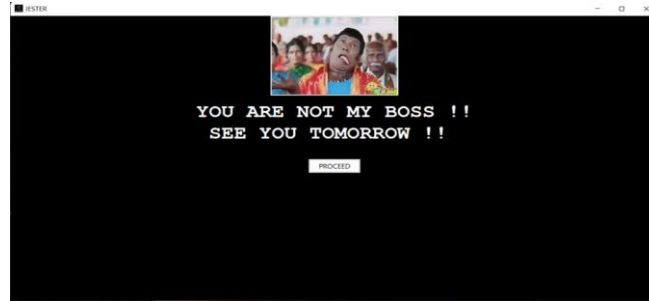 JESTER
YOU ARE NOT MY BOSS !!
SEE YOU TOMORROW !!
PROCEED